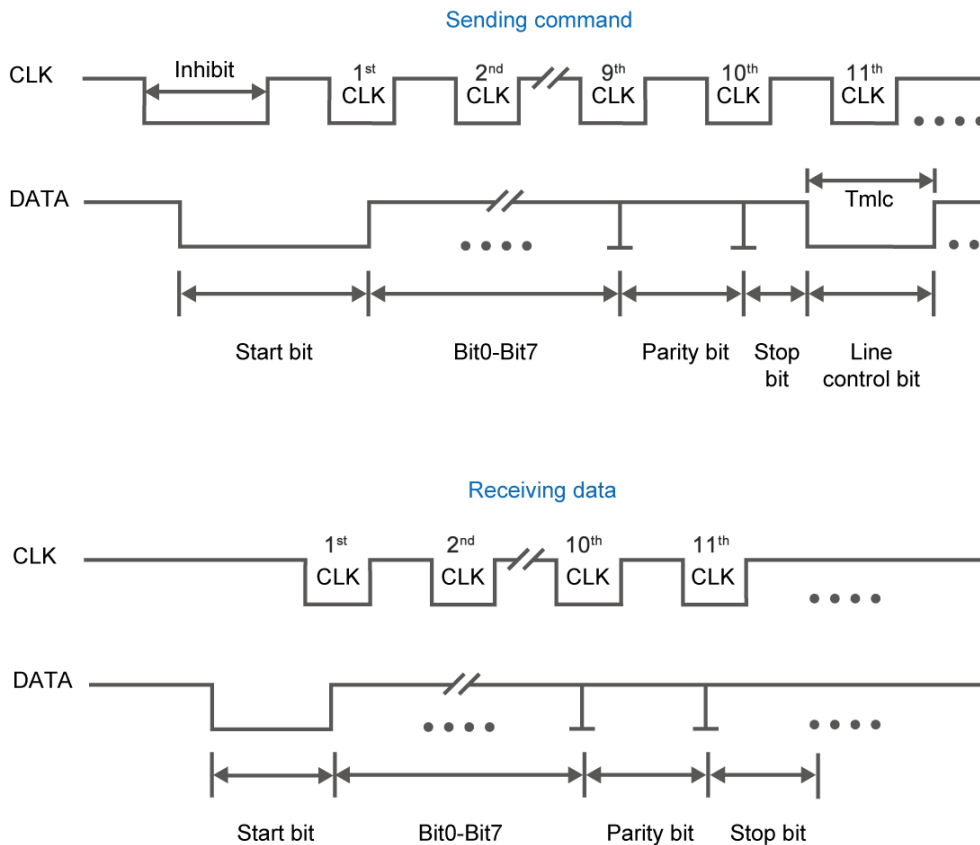 Sending command
CLK
Inhibit
1st
CLK
2nd
CLK
9th
CLK
10th
CLK
11th
CLK
DATA
Tmlc
Start bit
Bit0-Bit7
Parity bit
Stop
bit
Line
control bit
Receiving data
CLK
1st
CLK
2nd
CLK
10th
CLK
11th
CLK
DATA
Start bit
Bit0-Bit7
Parity bit
Stop bit